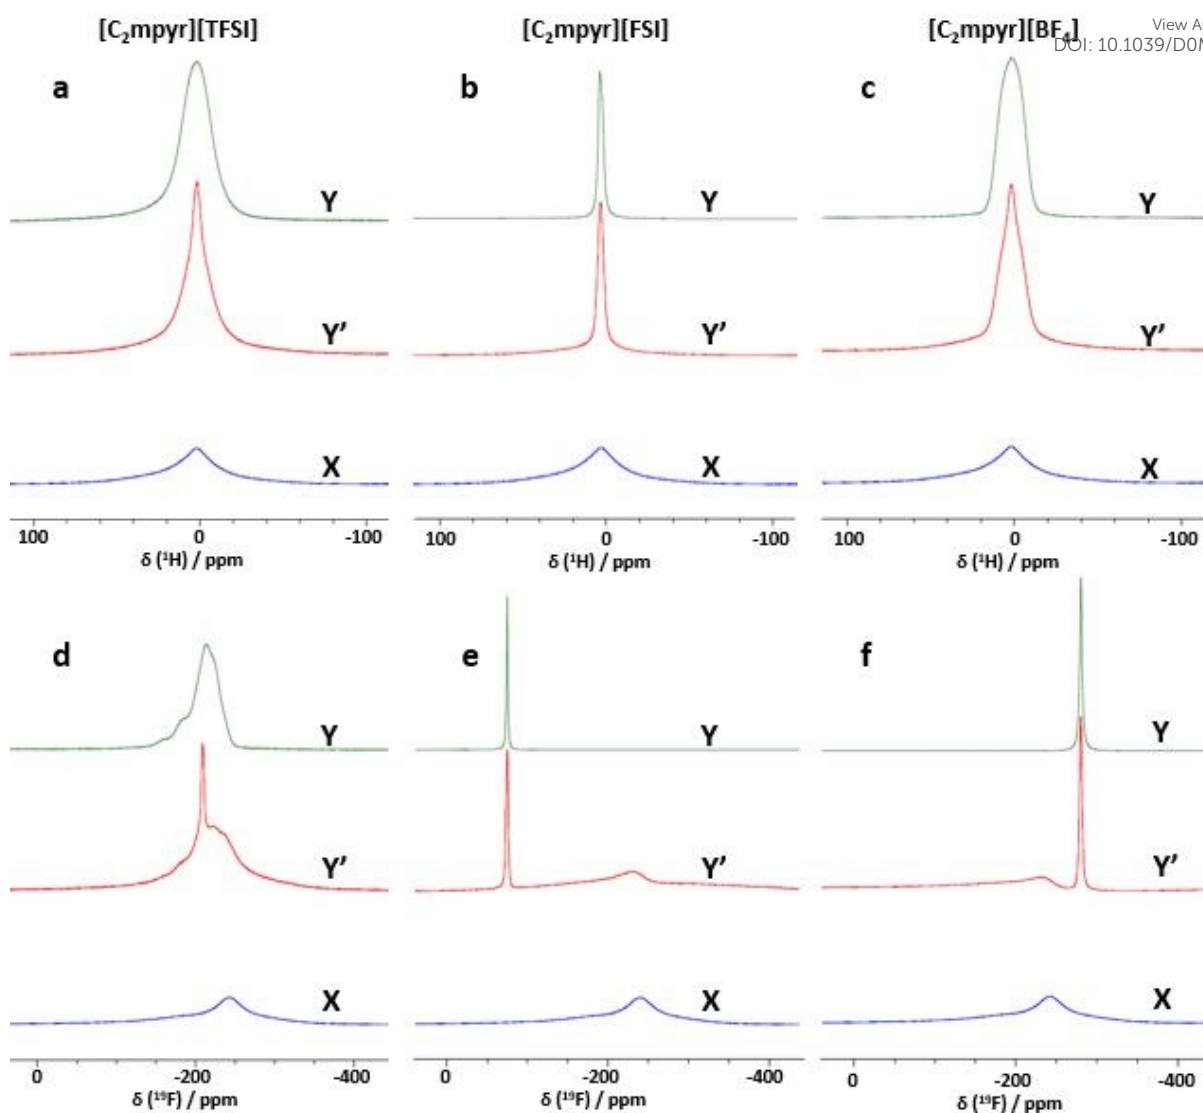 [C₂mpyr][TFSI]
[C₂mpyr][FSI]
[C₂mpyr][BF₄]
View A
DOI: 10.1039/D0M
a
Y
Y'
X
100 0 -100
δ (¹H) / ppm
b
Y
Y'
X
100 0 -100
δ (¹H) / ppm
c
Y
Y'
X
100 0 -100
δ (¹H) / ppm
d
Y
Y'
X
0 -200 -400
δ (¹⁹F) / ppm
e
Y
Y'
X
0 -200 -400
δ (¹⁹F) / ppm
f
Y
Y'
X
0 -200 -400
δ (¹⁹F) / ppm